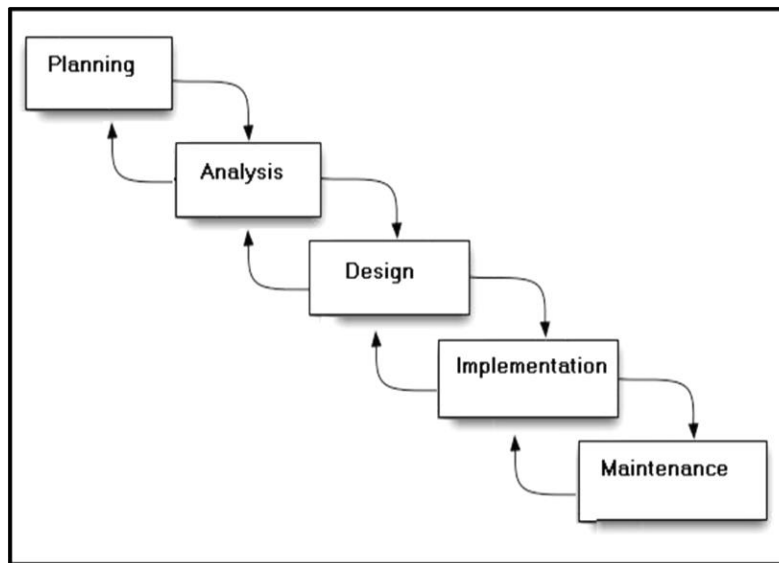 Planning
Analysis
Design
Implementation
Maintenance